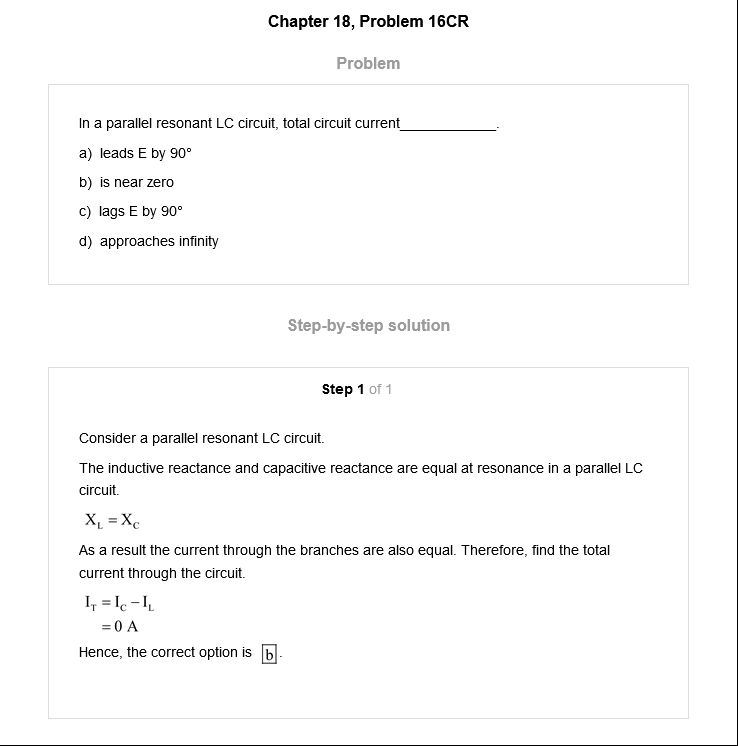 Chapter 18, Problem 16CR
Problem
In a parallel resonant LC circuit, total circuit current____________.
a) leads E by 90°
b) is near zero
c) lags E by 90°
d) approaches infinity
Step-by-step solution
Step 1 of 1
Consider a parallel resonant LC circuit.
The inductive reactance and capacitive reactance are equal at resonance in a parallel LC
circuit.
X_L = X_C
As a result the current through the branches are also equal. Therefore, find the total
current through the circuit.
I_T = I_C − I_L
= 0 A
Hence, the correct option is b.